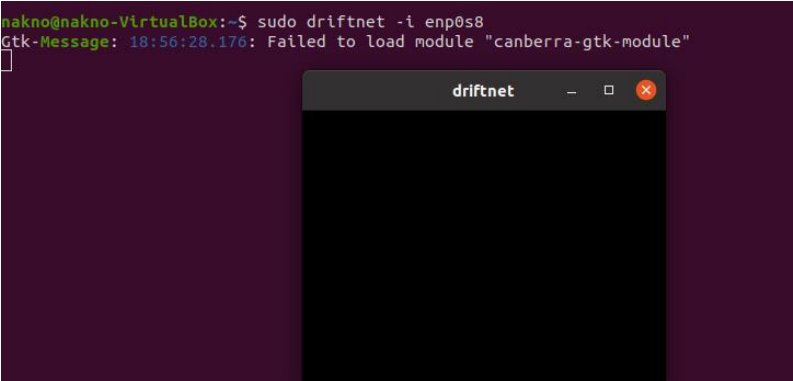 nakno@nakno-VirtualBox:~$ sudo driftnet -i enp0s8
Gtk-Message: 18:56:28.176: Failed to load module "canberra-gtk-module"
driftnet